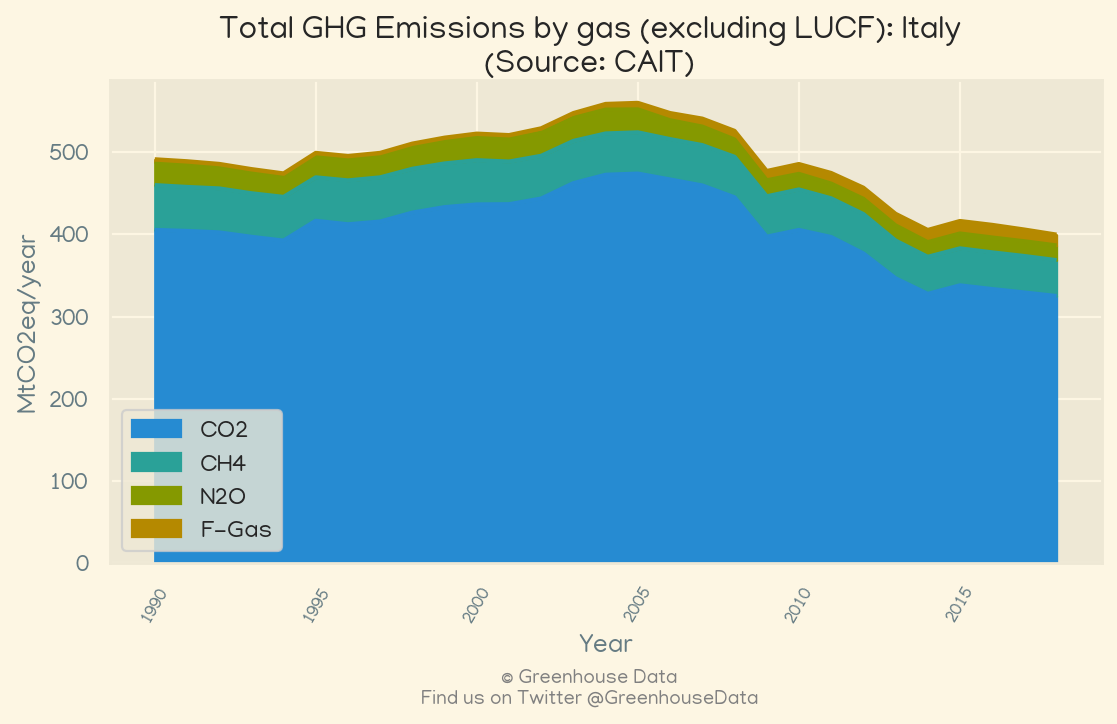 Total GHG Emissions by gas (excluding LUCF): Italy
(Source: CAIT)
MtCO2eq/year
500
400
300
200
100
0
CO2
CH4
N2O
F-Gas
1990
1995
2000
2005
2010
2015
Year
© Greenhouse Data
Find us on Twitter @GreenhouseData